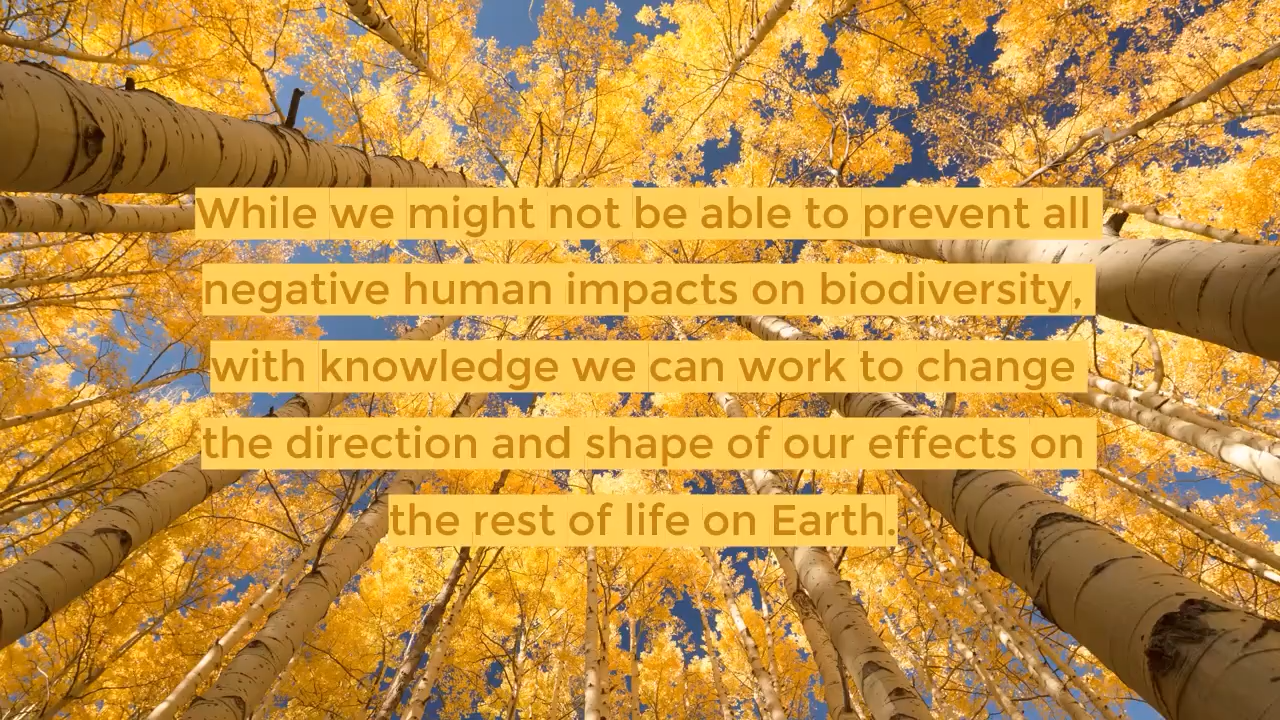 While we might not be able to prevent all
negative human impacts on biodiversity,
with knowledge we can work to change
the direction and shape of our effects on
the rest of life on Earth.